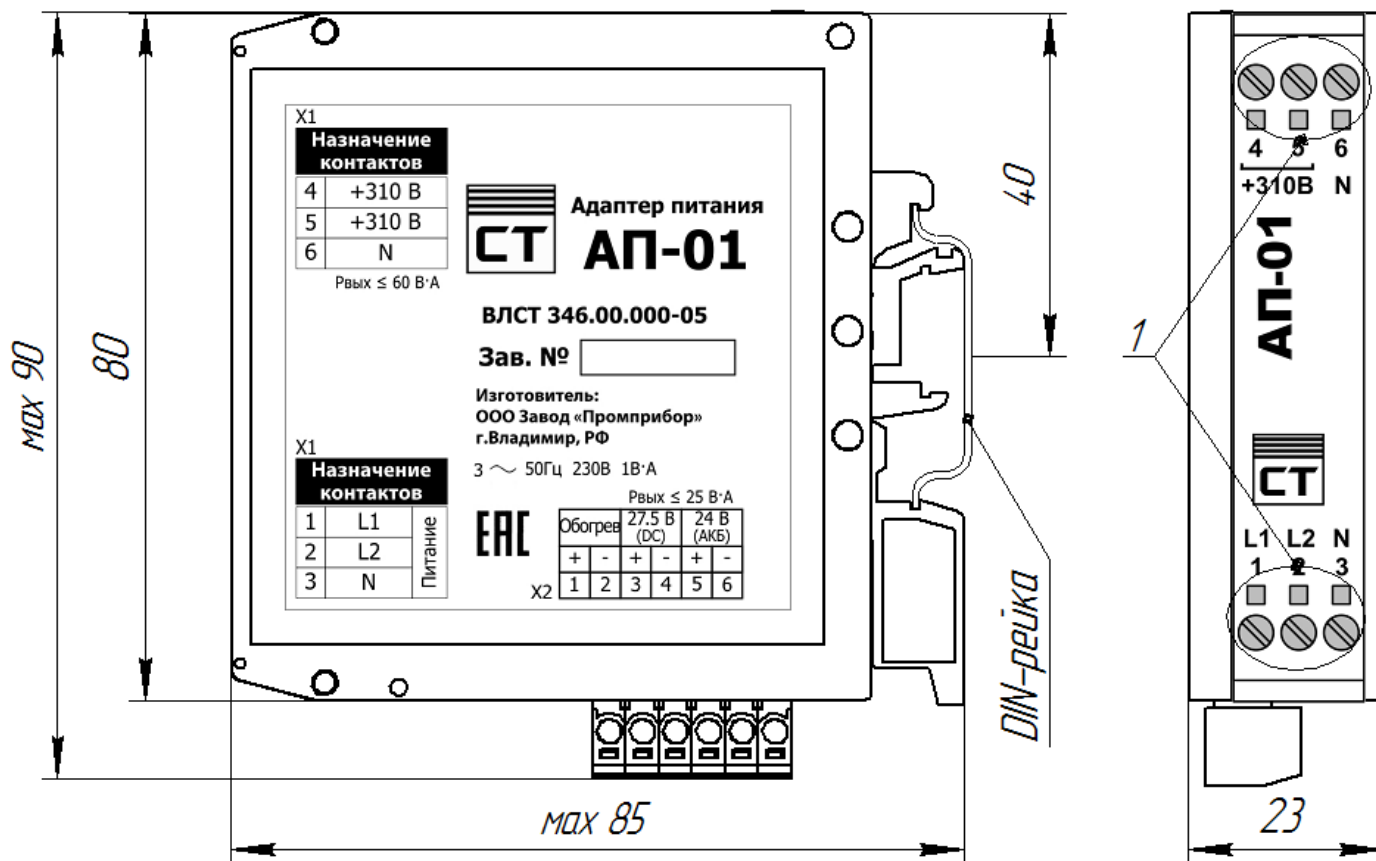 X1
Назначение
контактов
4 +310 В
5 +310 В
6 N
Рвых ≤ 60 В·А
СТ
Адаптер питания
АП-01
ВЛСТ 346.00.000-05
Зав. №
Изготовитель:
ООО Завод «Промприбор»
г.Владимир, РФ
3 ~ 50Гц 230В 1В·А
X1
Назначение
контактов
1 L1
2 L2
3 N
Питание
ЕАС
Рвых ≤ 25 В·А
Обогрев 27.5 В (DC) 24 В (АКБ)
+ - + - + -
X2 1 2 3 4 5 6
max 90
80
40
DIN-рейка
max 85
4 5 6
+310В N
АП-01
1
СТ
L1 L2 N
1 2 3
23